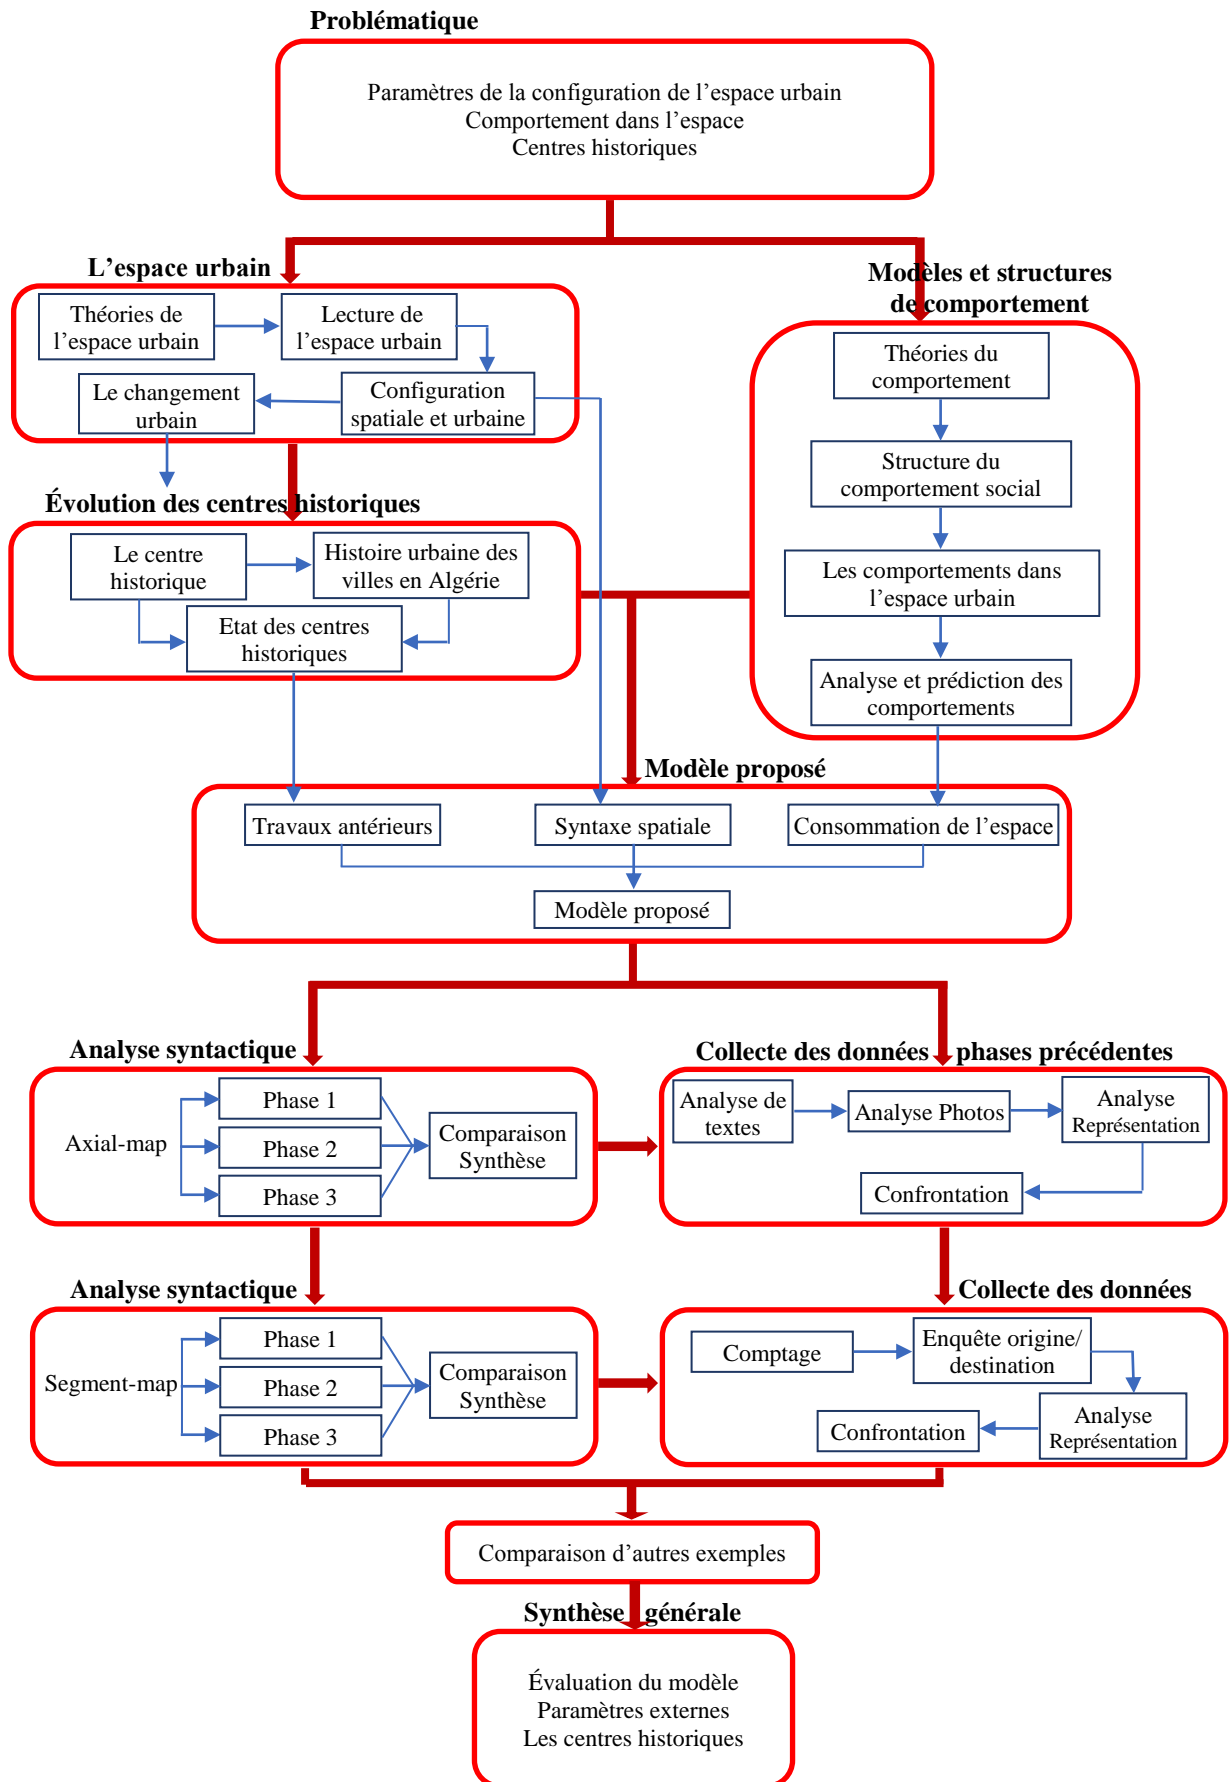 Problématique
Paramètres de la configuration de l’espace urbain
Comportement dans l’espace
Centres historiques
L’espace urbain
Théories de
l’espace urbain
Lecture de
l’espace urbain
Le changement
urbain
Configuration
spatiale et urbaine
Modèles et structures
de comportement
Théories du
comportement
Structure du
comportement social
Les comportements dans
l’espace urbain
Analyse et prédiction des
comportements
Évolution des centres historiques
Le centre
historique
Histoire urbaine des
villes en Algérie
Etat des centres
historiques
Modèle proposé
Travaux antérieurs
Syntaxe spatiale
Consommation de l’espace
Modèle proposé
Analyse syntactique
Axial-map
Phase 1
Phase 2
Phase 3
Comparaison
Synthèse
Collecte des données phases précédentes
Analyse de
textes
Analyse Photos
Analyse
Représentation
Confrontation
Analyse syntactique
Segment-map
Phase 1
Phase 2
Phase 3
Comparaison
Synthèse
Collecte des données
Comptage
Enquête origine/
destination
Analyse
Représentation
Confrontation
Comparaison d’autres exemples
Synthèse générale
Évaluation du modèle
Paramètres externes
Les centres historiques